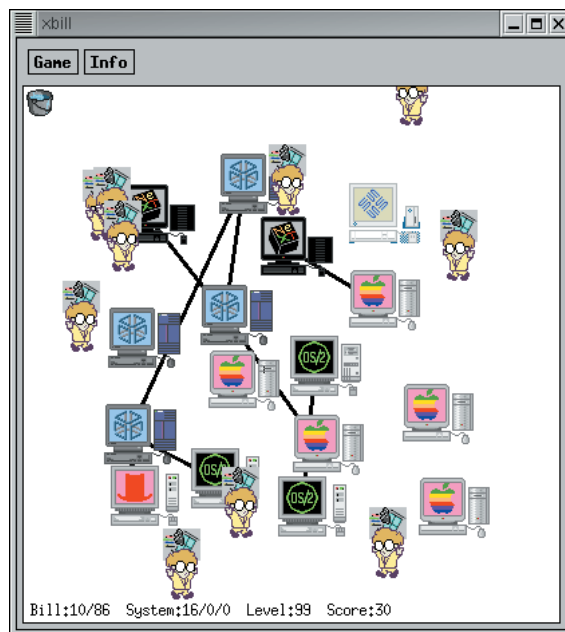 xbill
Game Info
OS/2
OS/2
OS/2
Bill:10/86 System:16/0/0 Level:99 Score:30